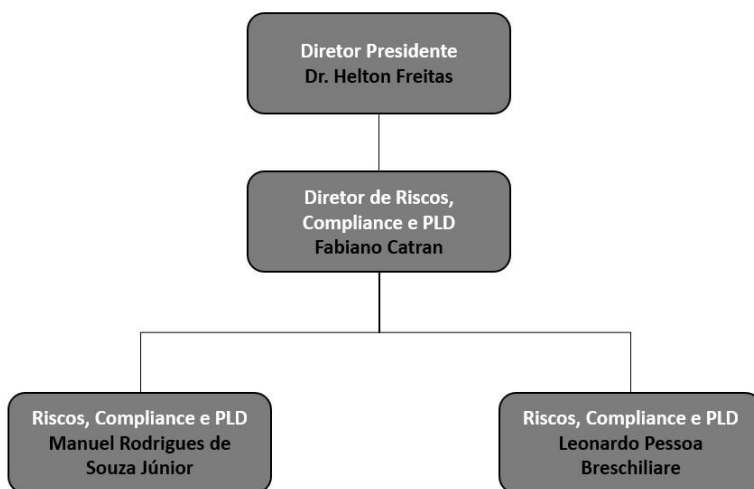 Diretor Presidente
Dr. Helton Freitas
Diretor de Riscos,
Compliance e PLD
Fabiano Catran
Riscos, Compliance e PLD
Manuel Rodrigues de
Souza Júnior
Riscos, Compliance e PLD
Leonardo Pessoa
Breschiliare